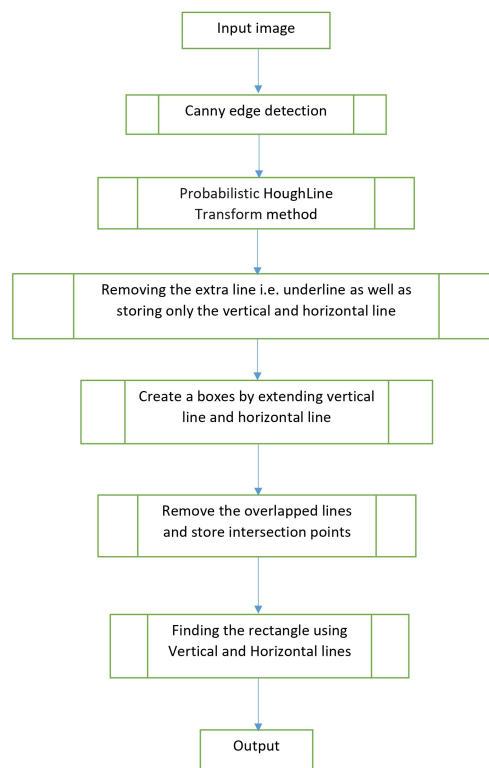 Input image
Canny edge detection
Probabilistic HoughLine
Transform method
Removing the extra line i.e. underline as well as
storing only the vertical and horizontal line
Create a boxes by extending vertical
line and horizontal line
Remove the overlapped lines
and store intersection points
Finding the rectangle using
Vertical and Horizontal lines
Output